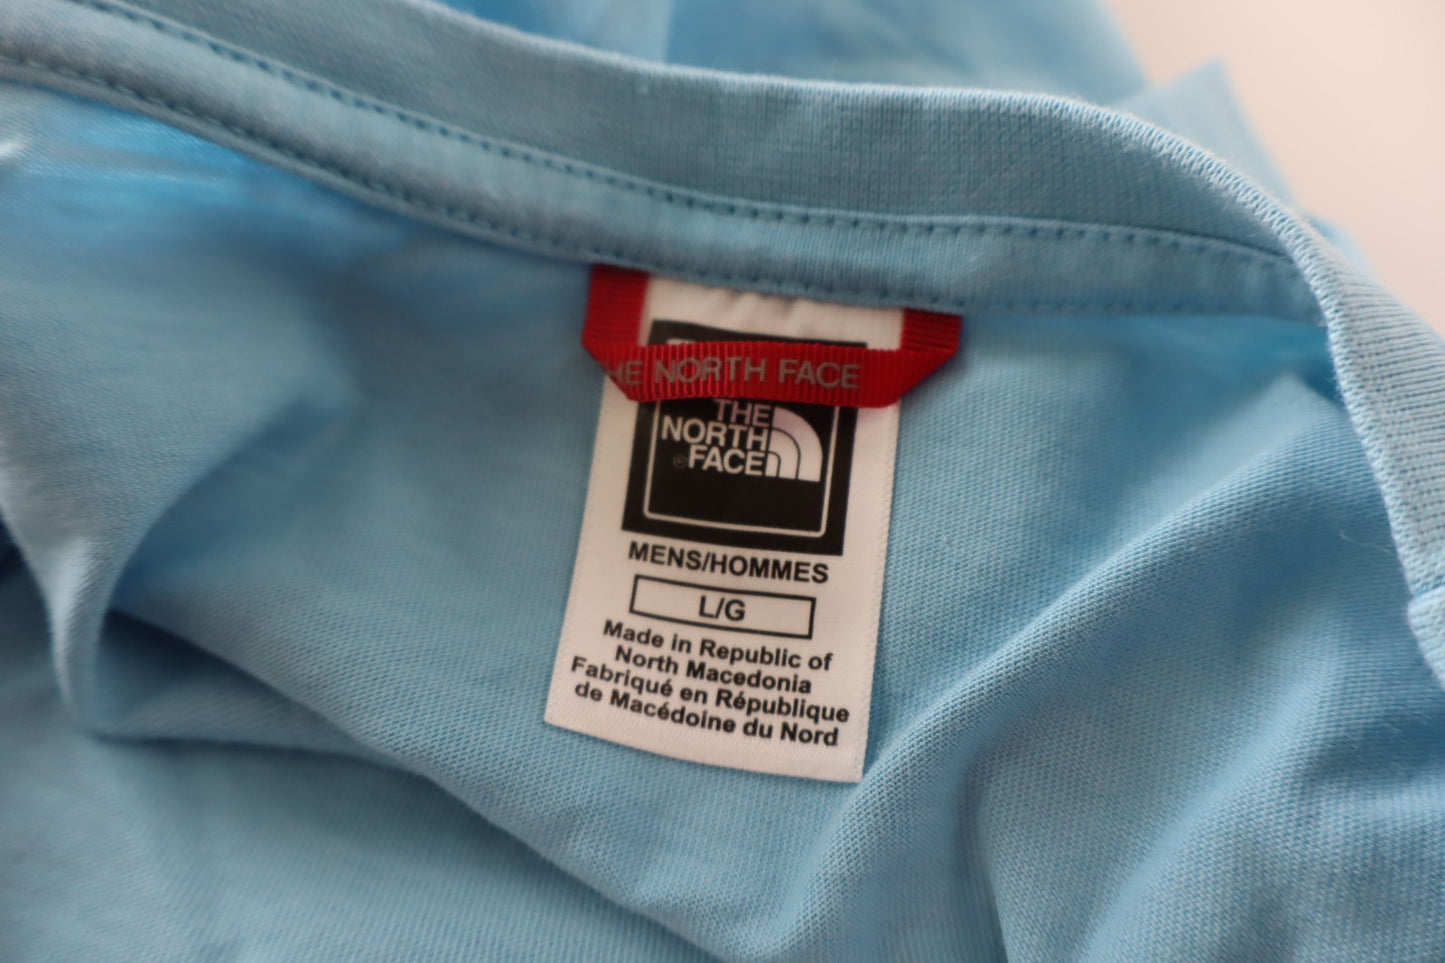 HE NORTH FACE
THE
NORTH
FACE
MENS/HOMMES
L/G
Made in Republic of
North Macedonia
Fabriqué en République
de Macédoine du Nord